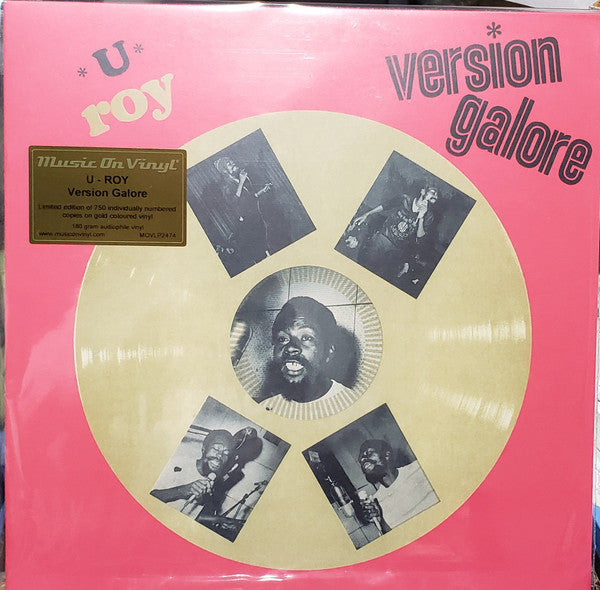 *U*
roy
version
galore
Music On Vinyl
U - ROY
Version Galore
Limited edition of 750 individually numbered
copies on gold coloured vinyl
180 gram audiophile vinyl
www.musiconvinyl.com MOVLP2474